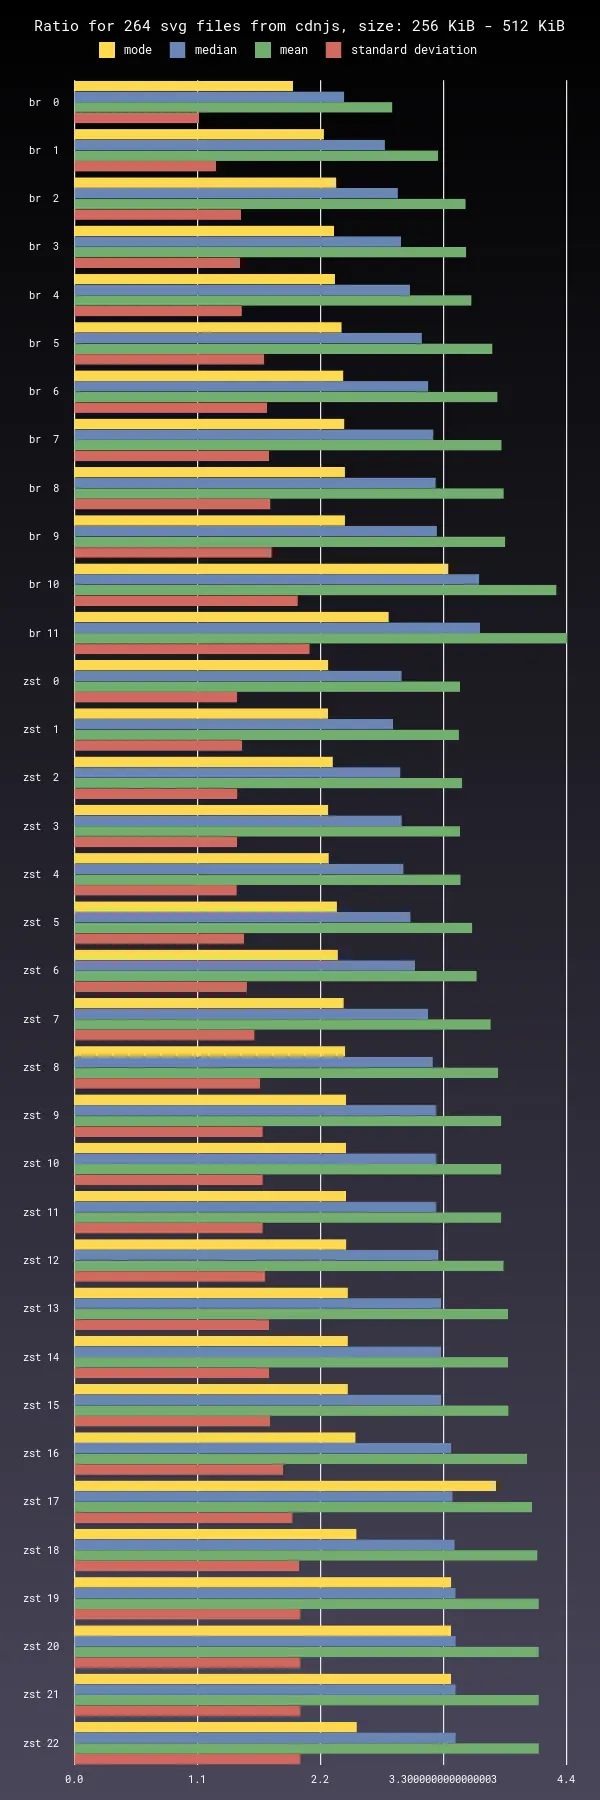 Ratio for 264 svg files from cdnjs, size: 256 KiB - 512 KiB
mode median mean standard deviation
br 0
br 1
br 2
br 3
br 4
br 5
br 6
br 7
br 8
br 9
br 10
br 11
zst 0
zst 1
zst 2
zst 3
zst 4
zst 5
zst 6
zst 7
zst 8
zst 9
zst 10
zst 11
zst 12
zst 13
zst 14
zst 15
zst 16
zst 17
zst 18
zst 19
zst 20
zst 21
zst 22
0.0 1.1 2.2 3.3000000000000003 4.4